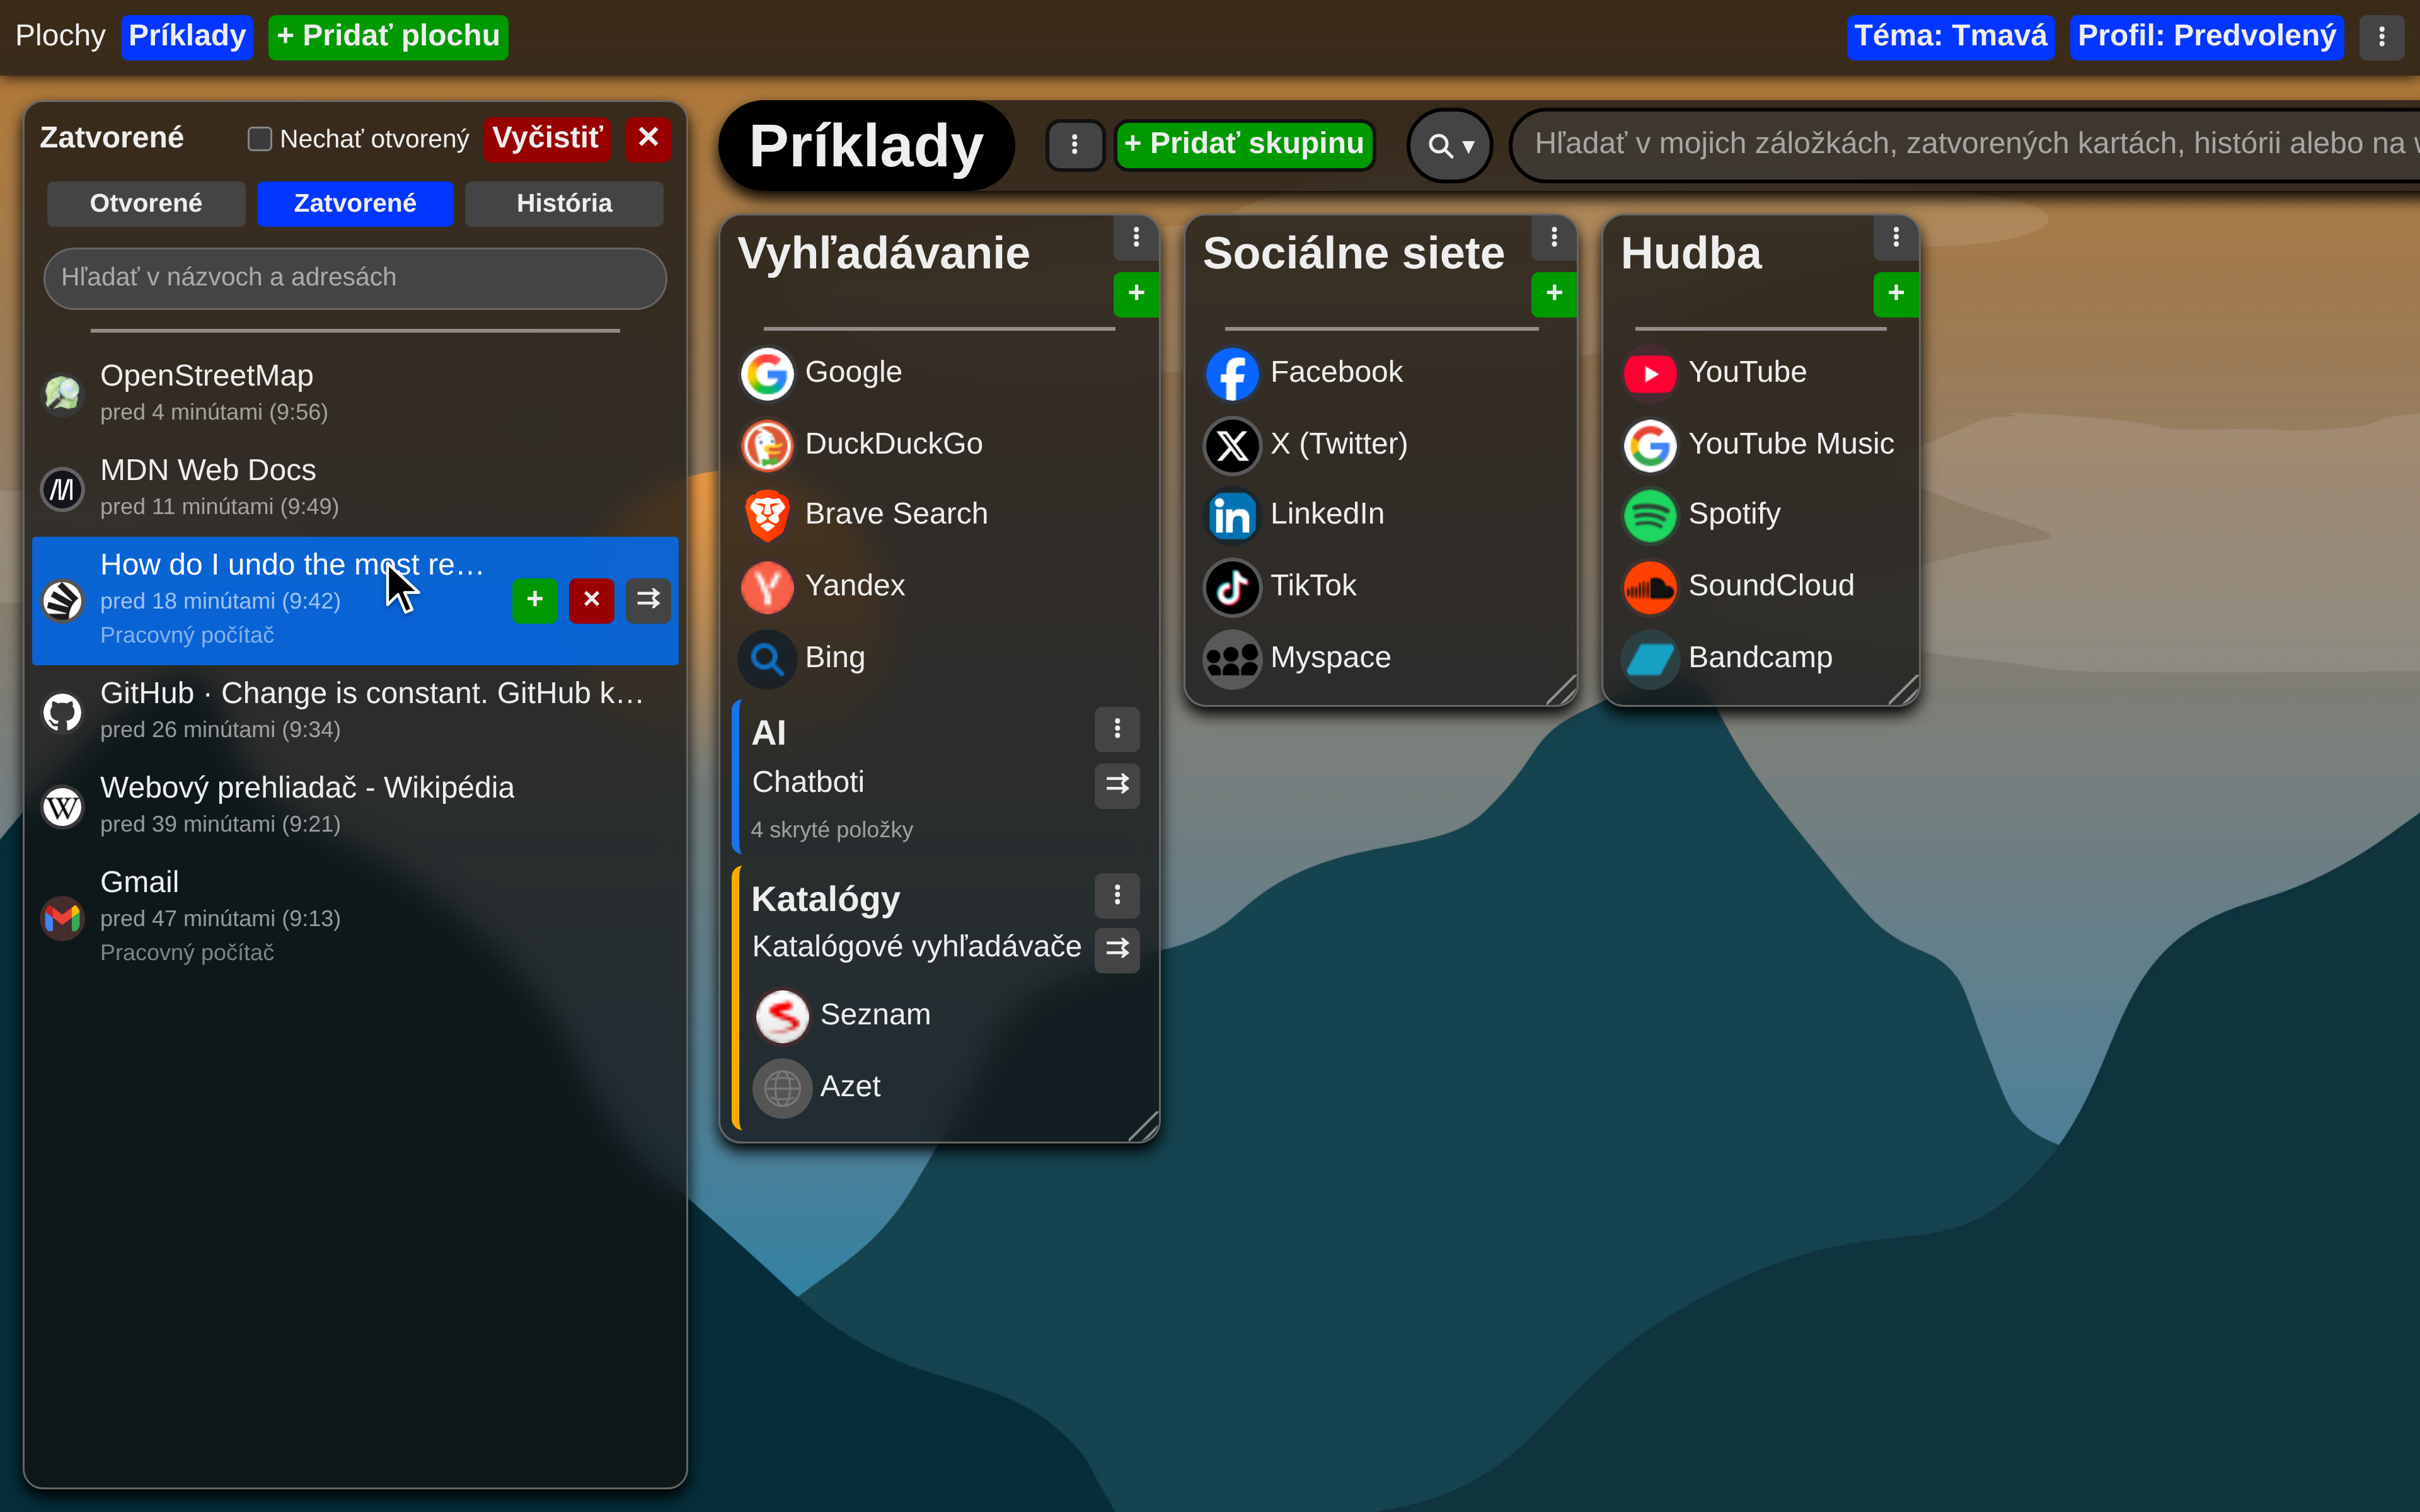 Plochy Príklady + Pridať plochu Téma: Tmavá Profil: Predvolený
Zatvorené Nechať otvorený Vyčistiť
Otvorené Zatvorené História
Hľadať v názvoch a adresách
OpenStreetMap
pred 4 minútami (9:56)
MDN Web Docs
pred 11 minútami (9:49)
How do I undo the most re…
pred 18 minútami (9:42)
Pracovný počítač
GitHub · Change is constant. GitHub k…
pred 26 minútami (9:34)
Webový prehliadač - Wikipédia
pred 39 minútami (9:21)
Gmail
pred 47 minútami (9:13)
Pracovný počítač
Príklady + Pridať skupinu Hľadať v mojich záložkách, zatvorených kartách, histórii alebo na
Vyhľadávanie
Google
DuckDuckGo
Brave Search
Yandex
Bing
AI
Chatboti
4 skryté položky
Katalógy
Katalógové vyhľadávače
Seznam
Azet
Sociálne siete
Facebook
X (Twitter)
LinkedIn
TikTok
Myspace
Hudba
YouTube
YouTube Music
Spotify
SoundCloud
Bandcamp